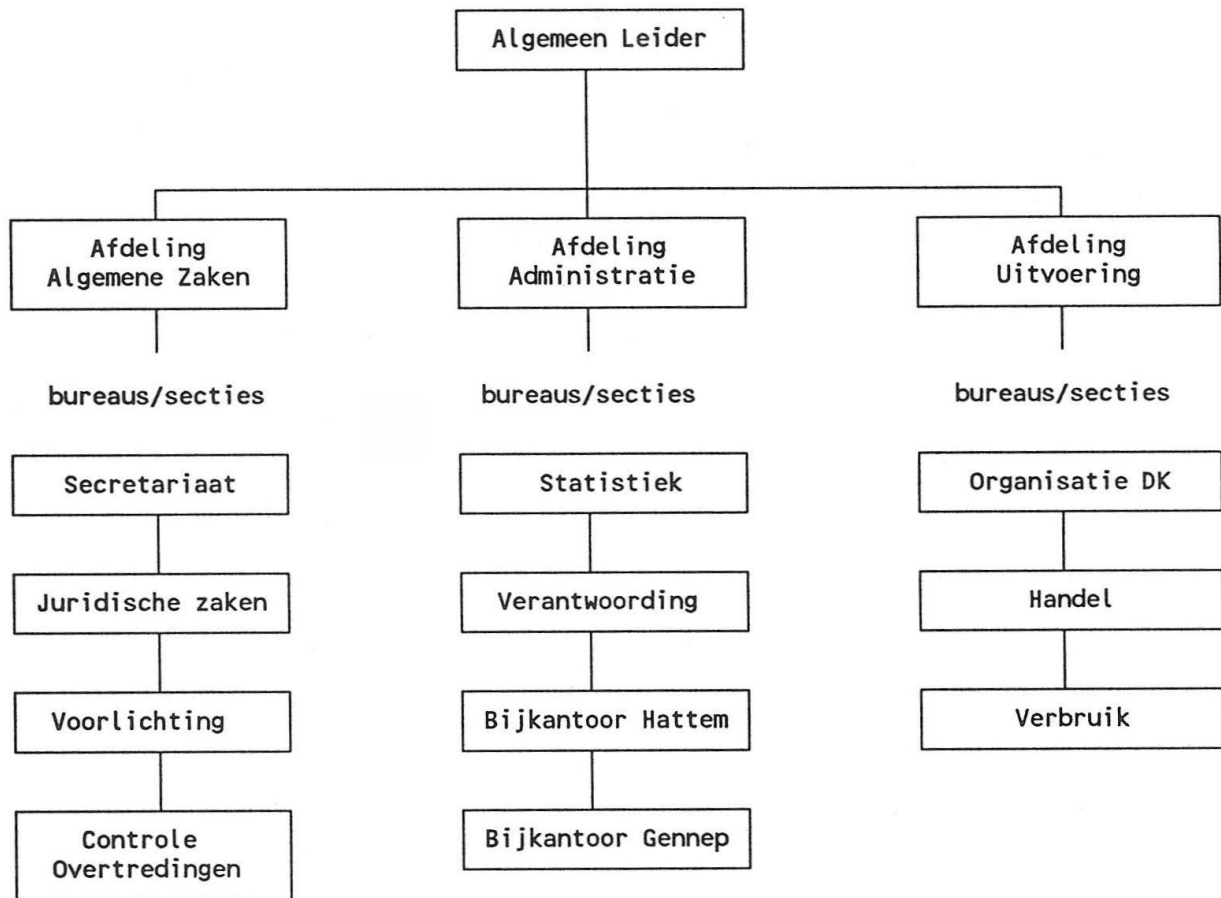 Algemeen Leider
Afdeling
Algemene Zaken
Afdeling
Administratie
Afdeling
Uitvoering
bureaus/secties
bureaus/secties
bureaus/secties
Secretariaat
Juridische zaken
Voorlichting
Controle
Overtredingen
Statistiek
Verantwoording
Bijkantoor Hattem
Bijkantoor Gennep
Organisatie DK
Handel
Verbruik